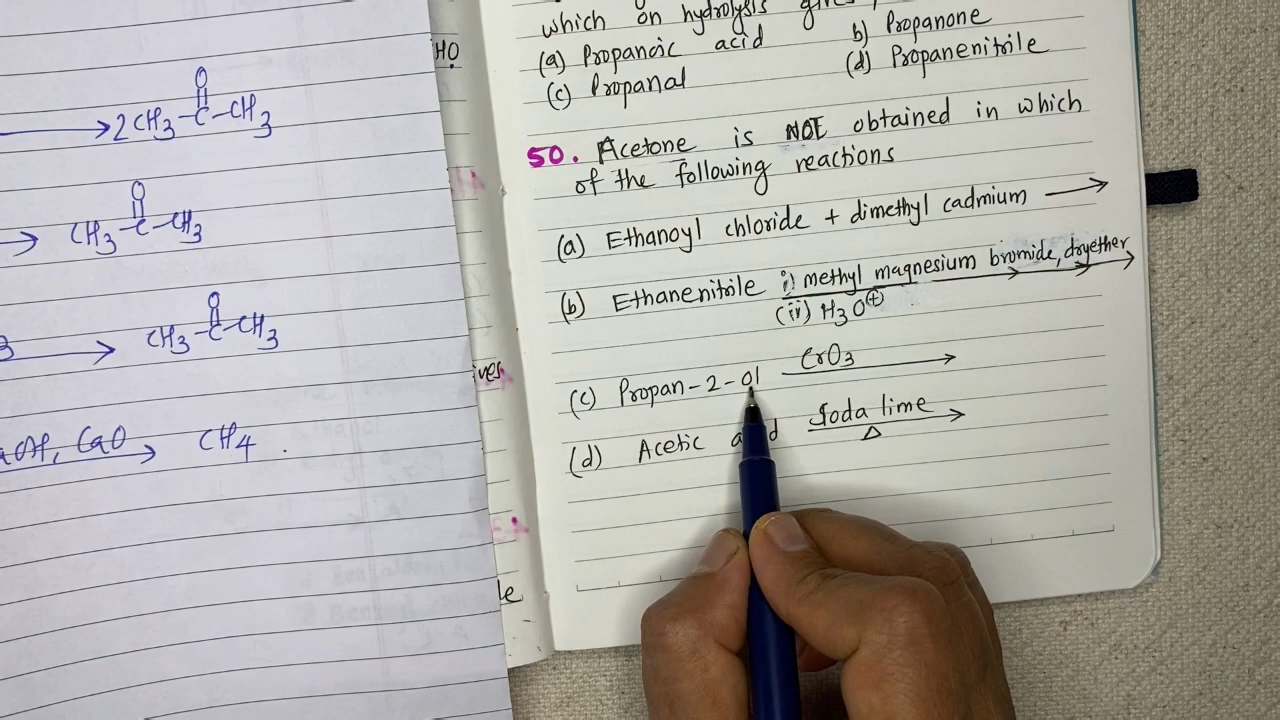 O
||
2CH3-C-CH3
O
||
CH3-C-CH3
O
||
CH3-C-CH3
CaO
CH4.
which on hydrolysis
(a) Propanoic acid b) Propanone
(c) Propanal (d) Propanenitrile
50. Acetone is NOT obtained in which
of the following reactions
(a) Ethanoyl chloride + dimethyl cadmium ⟶
(b) Ethanenitrile i) methyl magnesium bromide, dryether
(ii) H3O⊕
(c) Propan-2-ol CrO3 ⟶
(d) Acetic Soda lime ⟶
Δ